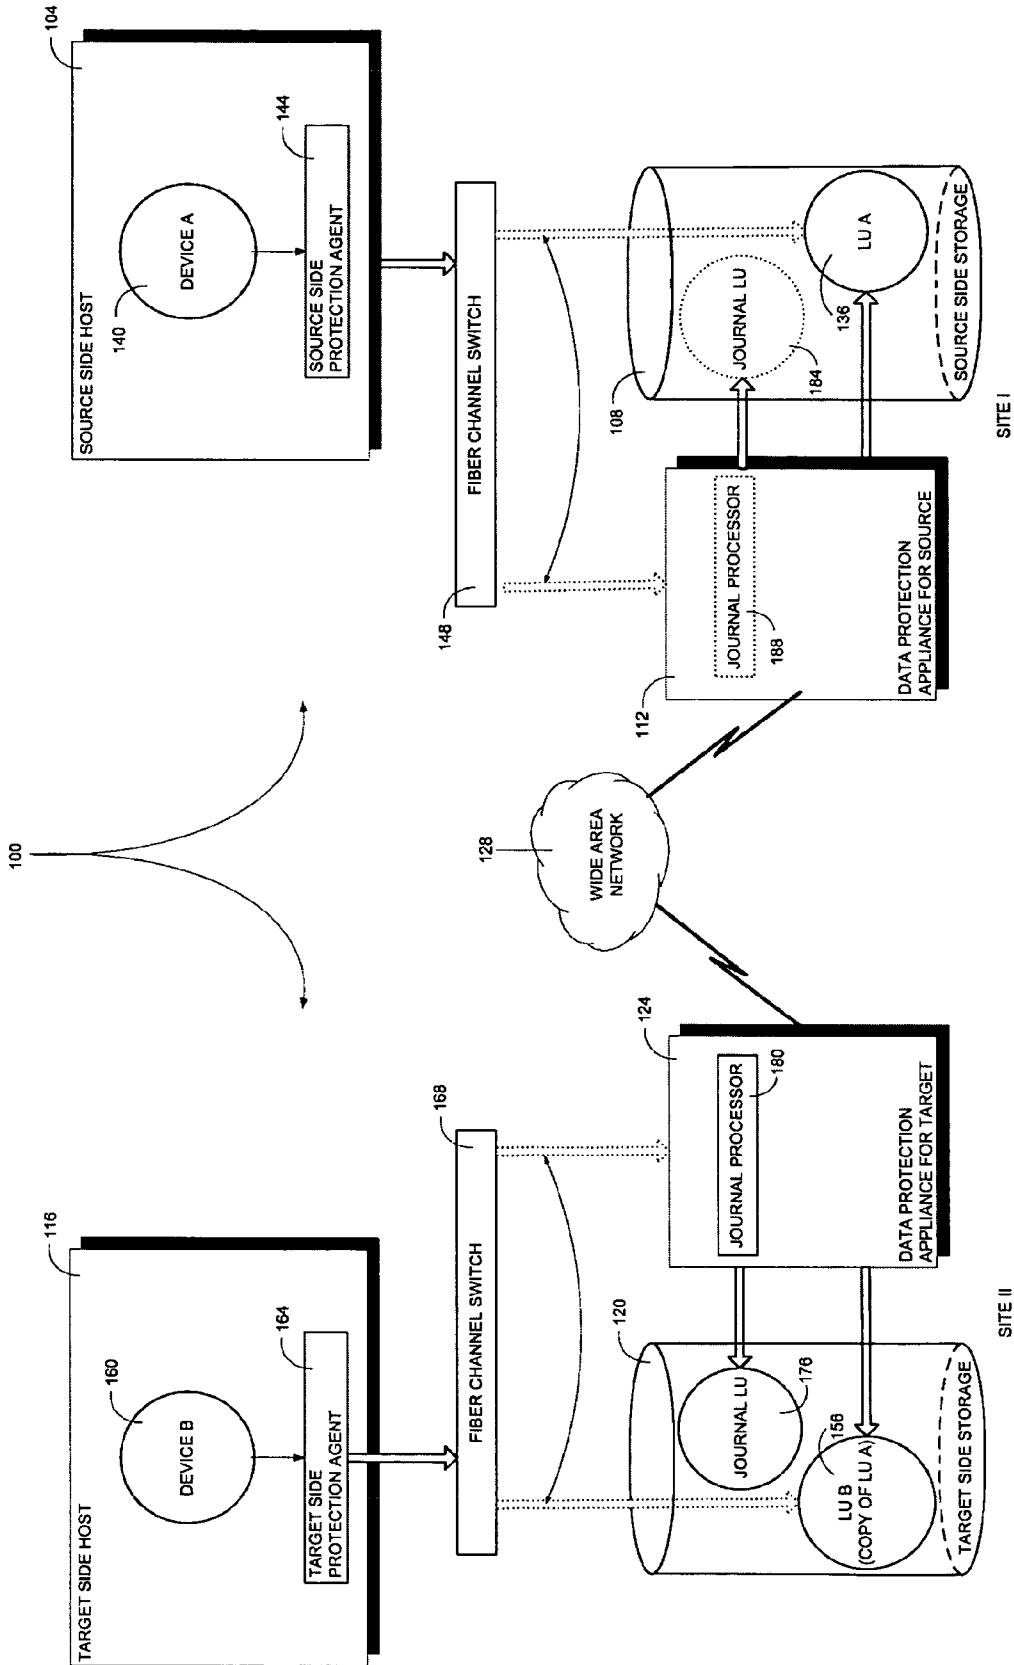 100
TARGET SIDE HOST
116
DEVICE B
160
TARGET SIDE
PROTECTION AGENT
164
FIBER CHANNEL SWITCH
168
120
JOURNAL LU
176
LU B
(COPY OF LU A)
156
TARGET SIDE STORAGE
124
JOURNAL PROCESSOR
180
DATA PROTECTION
APPLIANCE FOR TARGET
SITE II
128
WIDE AREA
NETWORK
SOURCE SIDE HOST
104
140
DEVICE A
SOURCE SIDE
PROTECTION AGENT
144
FIBER CHANNEL SWITCH
148
112
JOURNAL PROCESSOR
188
DATA PROTECTION
APPLIANCE FOR SOURCE
108
JOURNAL LU
184
LU A
136
SOURCE SIDE STORAGE
SITE I